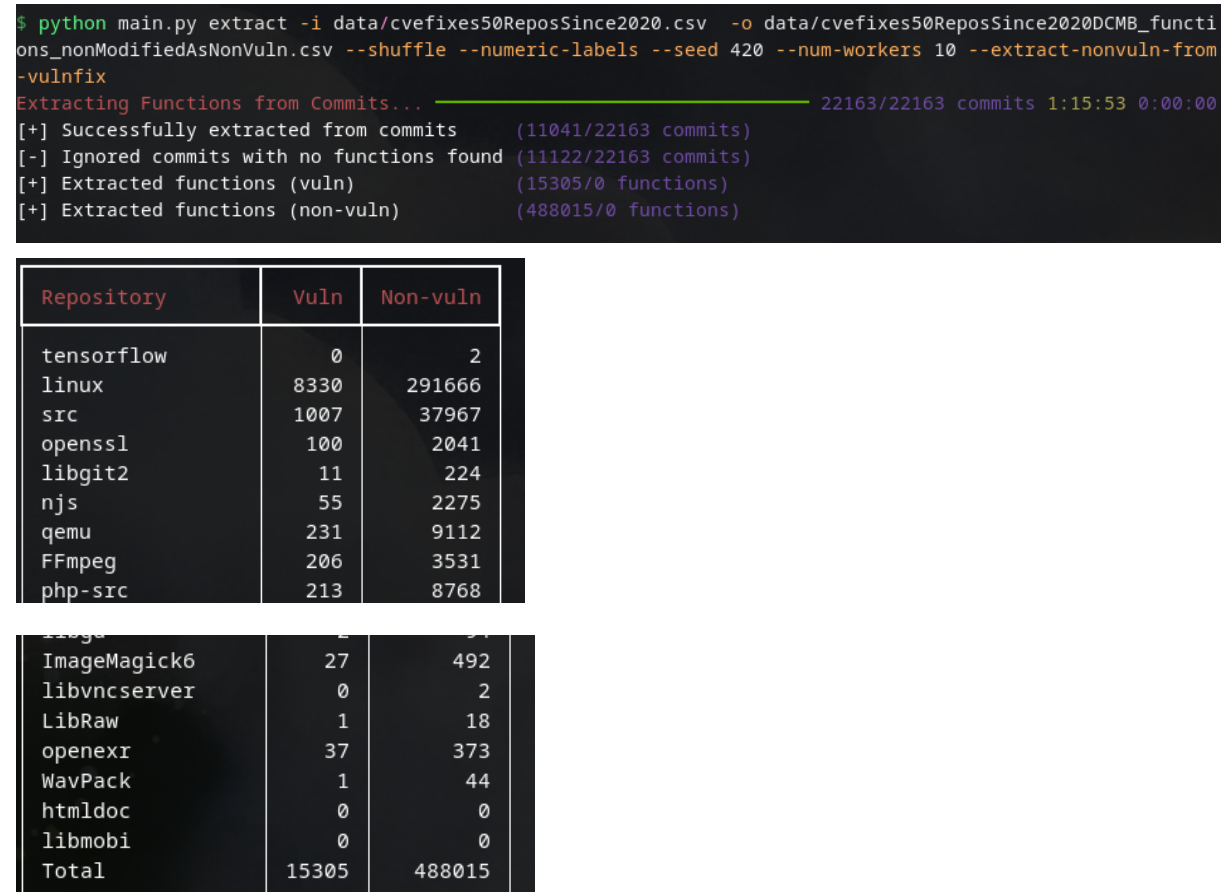 $ python main.py extract -i data/cvefixes50ReposSince2020.csv  -o data/cvefixes50ReposSince2020DCMB_functi
ons_nonModifiedAsNonVuln.csv --shuffle --numeric-labels --seed 420 --num-workers 10 --extract-nonvuln-from
-vulnfix
Extracting Functions from Commits... 22163/22163 commits 1:15:53 0:00:00
[+] Successfully extracted from commits (11041/22163 commits)
[-] Ignored commits with no functions found (11122/22163 commits)
[+] Extracted functions (vuln) (15305/0 functions)
[+] Extracted functions (non-vuln) (488015/0 functions)
Repository Vuln Non-vuln
tensorflow 0 2
linux 8330 291666
src 1007 37967
openssl 100 2041
libgit2 11 224
njs 55 2275
qemu 231 9112
FFmpeg 206 3531
php-src 213 8768
ImageMagick6 27 492
libvncserver 0 2
LibRaw 1 18
openexr 37 373
WavPack 1 44
htmldoc 0 0
libmobi 0 0
Total 15305 488015